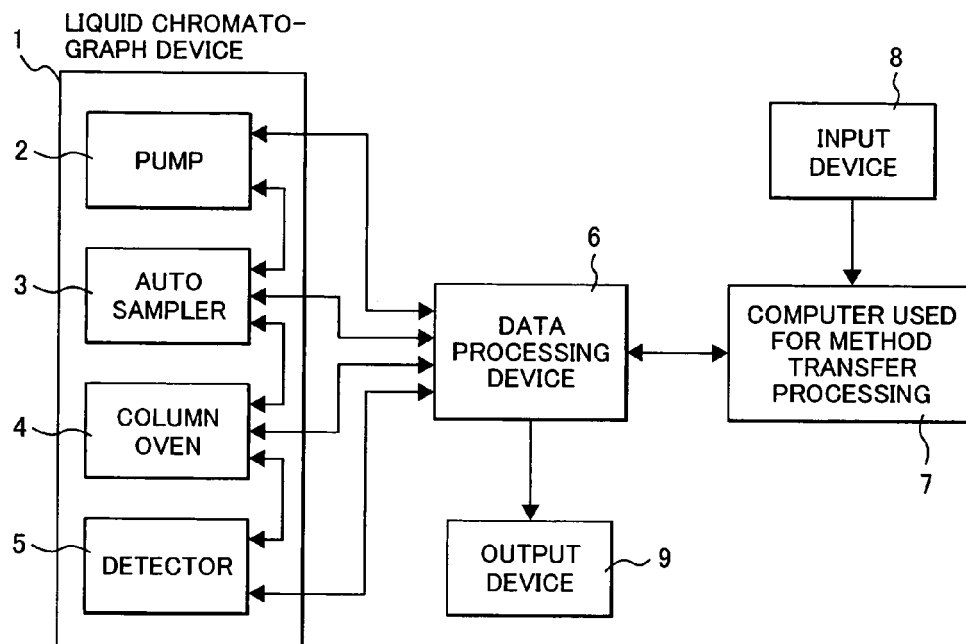 LIQUID CHROMATO-
GRAPH DEVICE
1
2
PUMP
3
AUTO
SAMPLER
4
COLUMN
OVEN
5
DETECTOR
6
DATA
PROCESSING
DEVICE
8
INPUT
DEVICE
COMPUTER USED
FOR METHOD
TRANSFER
PROCESSING
7
OUTPUT
DEVICE
9